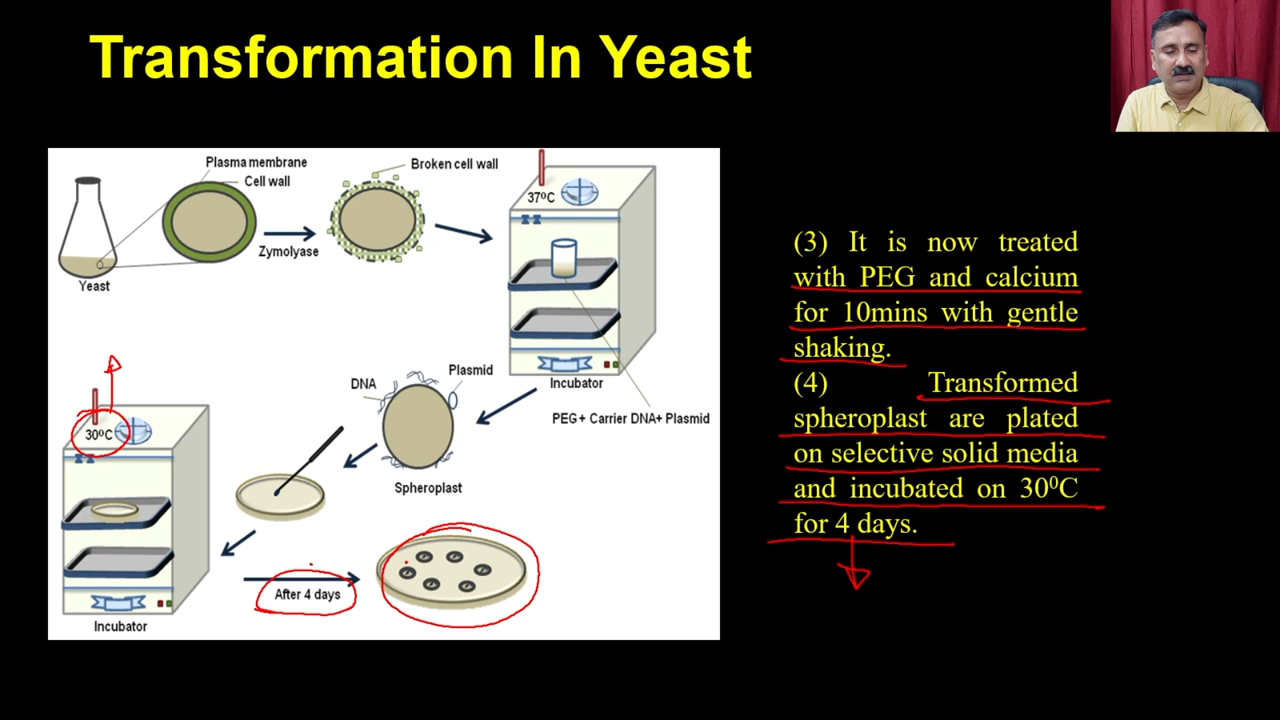 Transformation In Yeast
Plasma membrane
Cell wall
Broken cell wall
37⁰C
Zymolyase
Yeast
Incubator
PEG+ Carrier DNA+ Plasmid
DNA
Plasmid
Spheroplast
30⁰C
Incubator
After 4 days
(3) It is now treated
with PEG and calcium
for 10mins with gentle
shaking.
(4) Transformed
spheroplast are plated
on selective solid media
and incubated on 30⁰C
for 4 days.